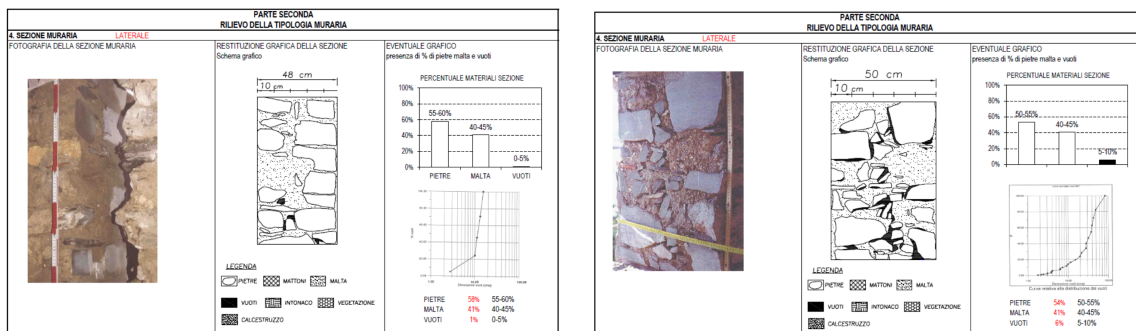 PARTE SECONDA
RILIEVO DELLA TIPOLOGIA MURARIA
4. SEZIONE MURARIA LATERALE
FOTOGRAFIA DELLA SEZIONE MURARIA
RESTITUZIONE GRAFICA DELLA SEZIONE
Schema grafico
48 cm
10 cm
LEGENDA
PIETRE MATTONI MALTA
VUOTI INTONACO VEGETAZIONE
CALCESTRUZZO
EVENTUALE GRAFICO
presenza di % di pietre malta e vuoti
PERCENTUALE MATERIALI SEZIONE
100%
80%
60%
40%
20%
0%
55-60%
40-45%
0-5%
PIETRE MALTA VUOTI
PIETRE 58% 55-60%
MALTA 41% 40-45%
VUOTI 1% 0-5%
PARTE SECONDA
RILIEVO DELLA TIPOLOGIA MURARIA
4. SEZIONE MURARIA LATERALE
FOTOGRAFIA DELLA SEZIONE MURARIA
RESTITUZIONE GRAFICA DELLA SEZIONE
Schema grafico
50 cm
10 cm
LEGENDA
PIETRE MATTONI MALTA
VUOTI INTONACO VEGETAZIONE
CALCESTRUZZO
EVENTUALE GRAFICO
presenza di % di pietre malta e vuoti
PERCENTUALE MATERIALI SEZIONE
100%
80%
60%
40%
20%
0%
50-55%
40-45%
5-10%
Curva relativa alla distribuzione dei vuoti
PIETRE 54% 50-55%
MALTA 41% 40-45%
VUOTI 6% 5-10%